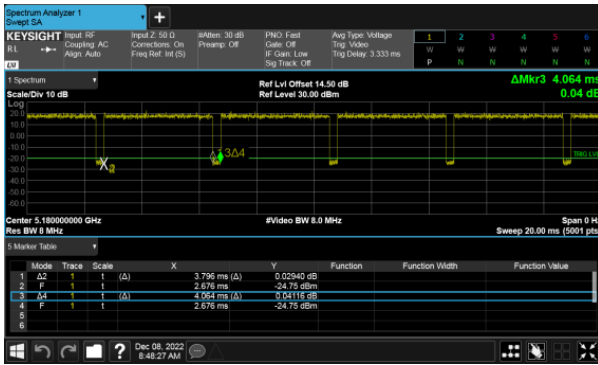 Spectrum Analyzer 1
Swept SA
+
KEYSIGHT Input: RF Input Z: 50 Ω #Atten: 30 dB PNO: Fast Avg Type: Voltage 1 2 3 4 5 6
RL Coupling: AC Corrections: On Preamp: Off Gate: Off Trig: Video W W W W W W
Align: Auto Freq Ref: Int (S) IF Gain: Low Trig Delay: 3.333 ms P N N N N N
LXI Sig Track: Off
1 Spectrum Ref Lvl Offset 14.50 dB ΔMkr3 4.064 ms
Scale/Div 10 dB Ref Level 30.00 dBm 0.04 dB
Log
20.0
10.0
0.00
-10.0
-20.0
-30.0
-40.0
-50.0
-60.0
X2
3Δ4
TRIG LVL
Center 5.180000000 GHz #Video BW 8.0 MHz Span 0 Hz
Res BW 8 MHz Sweep 20.00 ms (5001 pts)
5 Marker Table
Mode Trace Scale X Y Function Function Width Function Value
1 Δ2 1 t (Δ) 3.796 ms (Δ) 0.02940 dB
2 F 1 t 2.676 ms -24.75 dBm
3 Δ4 1 t (Δ) 4.064 ms (Δ) 0.04116 dB
4 F 1 t 2.676 ms -24.75 dBm
5
6
? Dec 08, 2022
8:48:27 AM